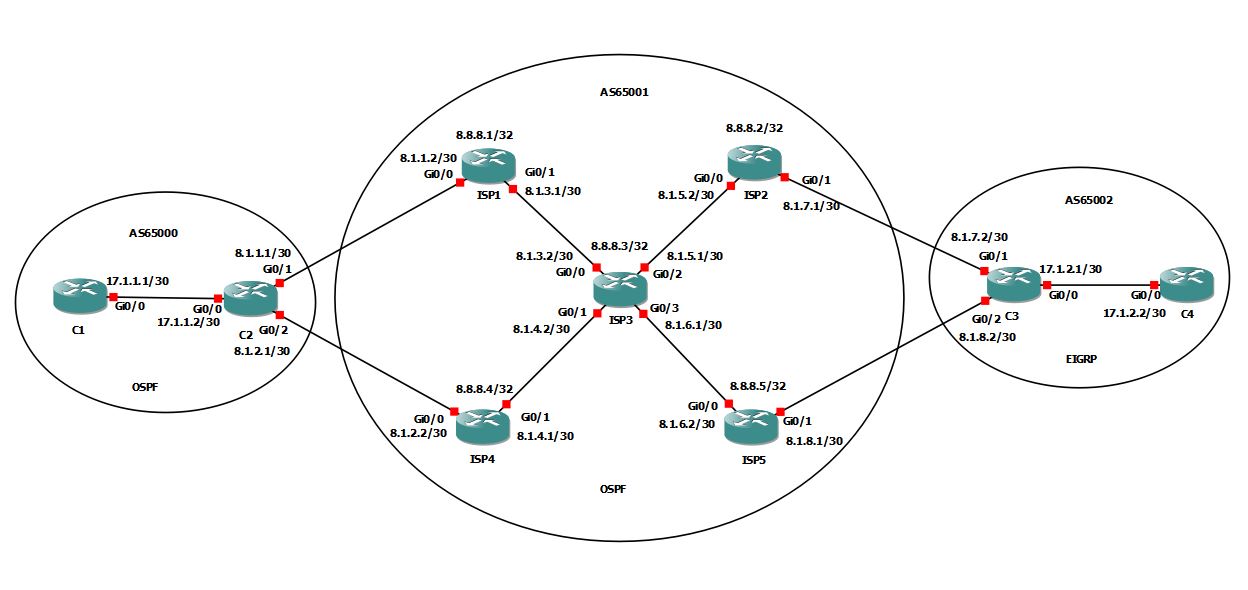 AS65001
8.8.8.1/32
8.1.1.2/30
Gi0/0
Gi0/1
8.1.3.1/30
ISP1
8.8.8.2/32
Gi0/0
8.1.5.2/30
Gi0/1
8.1.7.1/30
ISP2
AS65000
8.1.1.1/30
Gi0/1
17.1.1.1/30
Gi0/0
C1
Gi0/0
17.1.1.2/30
C2
Gi0/2
8.1.2.1/30
OSPF
8.8.8.3/32
8.1.3.2/30
Gi0/0
8.1.5.1/30
Gi0/2
Gi0/1
8.1.4.2/30
ISP3
Gi0/3
8.1.6.1/30
AS65002
8.1.7.2/30
Gi0/1
17.1.2.1/30
Gi0/0
Gi0/0
17.1.2.2/30
C4
Gi0/2
C3
8.1.8.2/30
EIGRP
8.8.8.4/32
Gi0/0
8.1.2.2/30
Gi0/1
8.1.4.1/30
ISP4
8.8.8.5/32
Gi0/0
8.1.6.2/30
Gi0/1
8.1.8.1/30
ISP5
OSPF